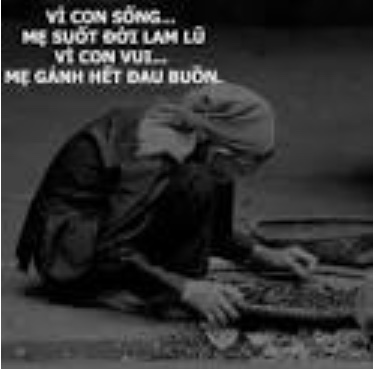 VÌ CON SỐNG...
MẸ SUỐT ĐỜI LAM LŨ
VÌ CON VUI...
MẸ GÁNH HẾT ĐAU BUỒN.